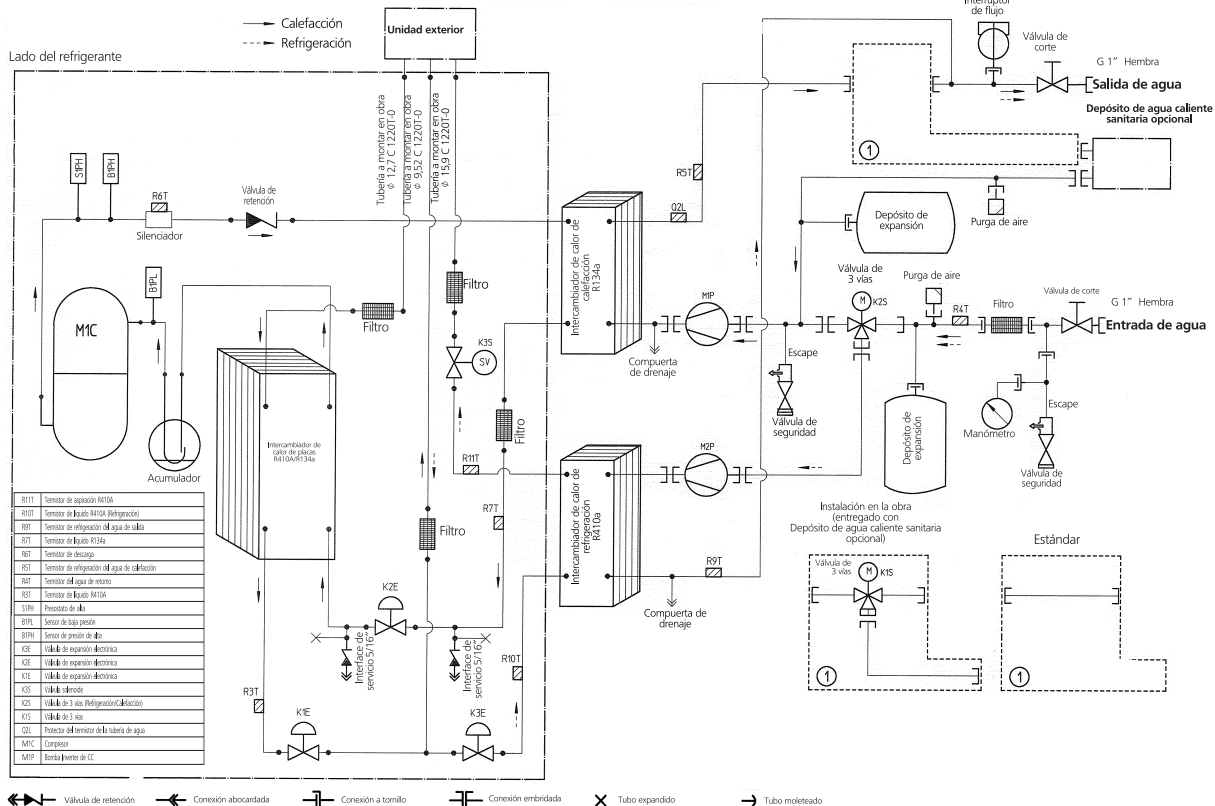 Calefacción
Refrigeración
Unidad exterior
Lado del refrigerante
Interruptor
de flujo
Válvula de
corte
G 1" Hembra
Salida de agua
Depósito de agua caliente
sanitaria opcional
1
Tubería a montar en obra
ϕ 12,7 C 1220T-0
Tubería a montar en obra
ϕ 9,52 C 1220T-0
Tubería a montar en obra
ϕ 15,9 C 1220T-0
S1PH
B1PH
R6T
Silenciador
Válvula de
retención
R5T
Q2L
Intercambiador de calor de
calefacción
R134a
Depósito de
expansión
Purga de aire
B1PL
M1C
Acumulador
Filtro
Filtro
K3S
SV
Filtro
Intercambiador de
calor de placas
R410A/R134a
Compuerta
de drenaje
M1P
Escape
Válvula de
seguridad
Válvula de
3 vías
M
K2S
Purga de aire
R4T
Filtro
Válvula de corte
G 1" Hembra
Entrada de agua
Manómetro
Escape
Válvula de
seguridad
Depósito de
expansión
R11T
Intercambiador de calor de
refrigeración
R410a
M2P
R7T
Filtro
R9T
Compuerta de
drenaje
K2E
Interface de
servicio 5/16"
Interface de
servicio 5/16"
R10T
R3T
K1E
K3E
Instalación en la obra
(entregado con
Depósito de agua caliente sanitaria
opcional)
Válvula de
3 vías
M
K1S
1
Estándar
1
R11T Termistor de aspiración R410A
R10T Termistor de líquido R410A (Refrigeración)
R9T Termistor de refrigeración del agua de salida
R7T Termistor de líquido R134a
R6T Termistor de descarga
R5T Termistor de refrigeración del agua de calefacción
R4T Termistor del agua de retorno
R3T Termistor de líquido R410A
S1PH Presostato de alta
B1PL Sensor de baja presión
B1PH Sensor de presión de alta
K3E Válvula de expansión electrónica
K2E Válvula de expansión electrónica
K1E Válvula de expansión electrónica
K3S Válvula solenoide
K2S Válvula de 3 vías (Refrigeración/Calefacción)
K1S Válvula de 3 vías
Q2L Protector del termistor de la tubería de agua
M1C Compresor
M1P Bomba Inverter de CC
Válvula de retención
Conexión abocardada
Conexión a tornillo
Conexión embridada
Tubo expandido
Tubo moleteado